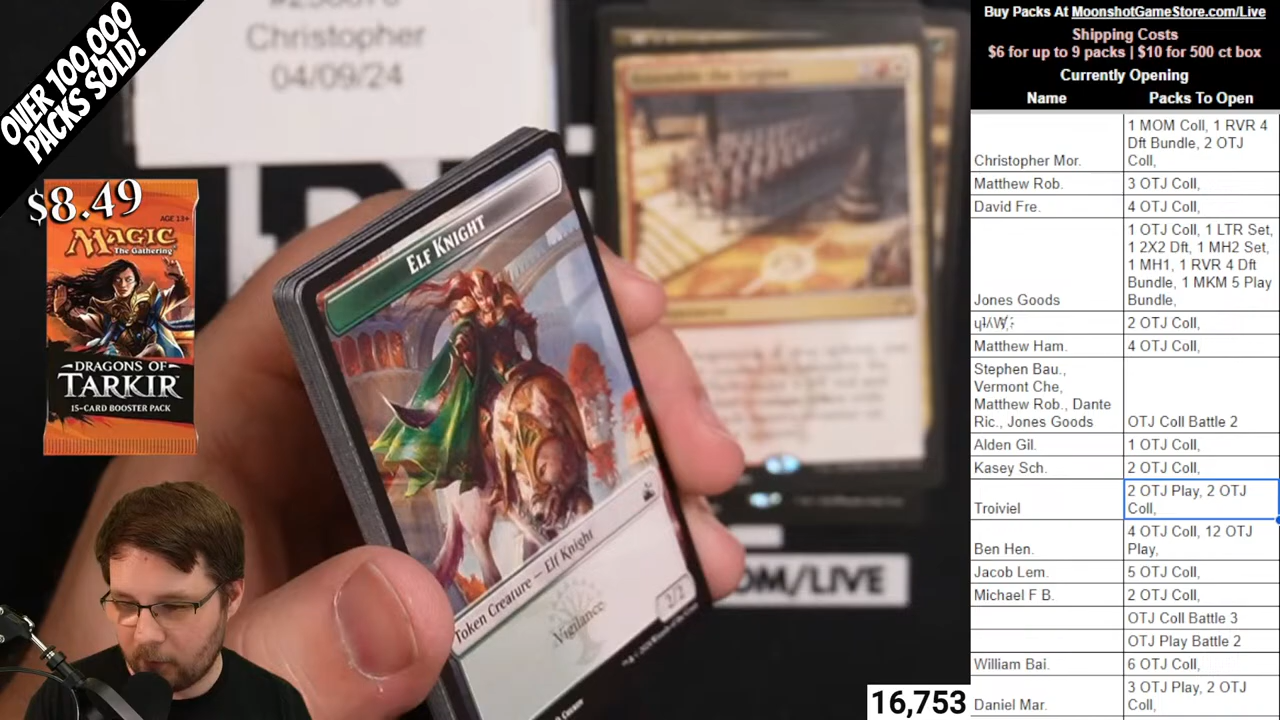 OVER 100,000
PACKS SOLD!
Christopher
04/09/24
$8.49
AGE 13+
MAGIC
The Gathering
DRAGONS OF
TARKIR
15-CARD BOOSTER PACK
ELF KNIGHT
Token Creature — Elf Knight
Vigilance
2/2
OM/LIVE
16,753
Buy Packs At MoonshotGameStore.com/Live
Shipping Costs
$6 for up to 9 packs | $10 for 500 ct box
Currently Opening
Name Packs To Open
1 MOM Coll, 1 RVR 4
Dft Bundle, 2 OTJ
Christopher Mor. Coll,
Matthew Rob. 3 OTJ Coll,
David Fre. 4 OTJ Coll,
1 OTJ Coll, 1 LTR Set,
1 2X2 Dft, 1 MH2 Set,
1 MH1, 1 RVR 4 Dft
Bundle, 1 MKM 5 Play
Jones Goods Bundle,
2 OTJ Coll,
Matthew Ham. 4 OTJ Coll,
Stephen Bau.,
Vermont Che,
Matthew Rob., Dante
Ric., Jones Goods OTJ Coll Battle 2
Alden Gil. 1 OTJ Coll,
Kasey Sch. 2 OTJ Coll,
2 OTJ Play, 2 OTJ
Troiviel Coll,
4 OTJ Coll, 12 OTJ
Ben Hen. Play,
Jacob Lem. 5 OTJ Coll,
Michael F B. 2 OTJ Coll,
OTJ Coll Battle 3
OTJ Play Battle 2
William Bai. 6 OTJ Coll,
3 OTJ Play, 2 OTJ
Daniel Mar. Coll,